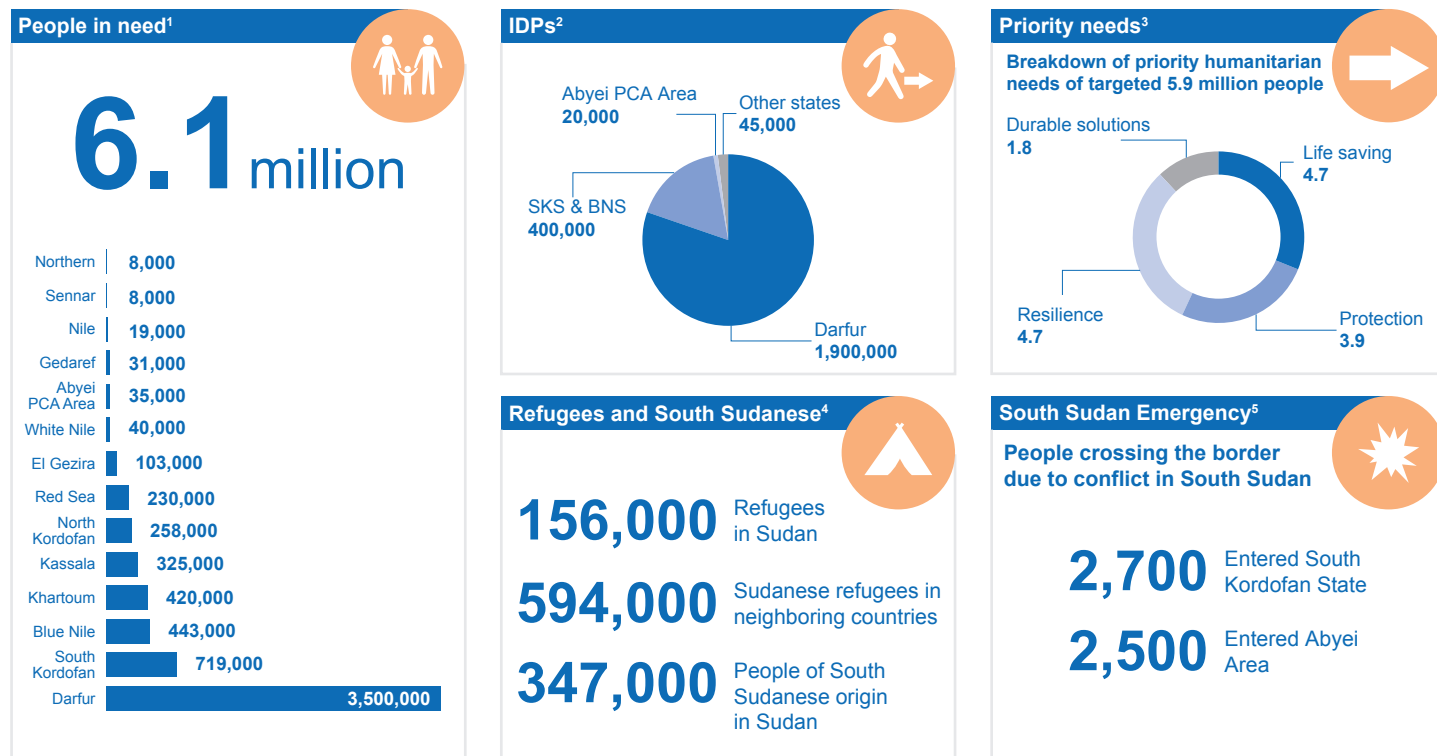 People in need¹
6.1 million
Northern 8,000
Sennar 8,000
Nile 19,000
Gedaref 31,000
Abyei
PCA Area 35,000
White Nile 40,000
El Gezira 103,000
Red Sea 230,000
North
Kordofan 258,000
Kassala 325,000
Khartoum 420,000
Blue Nile 443,000
South
Kordofan 719,000
Darfur 3,500,000
IDPs²
Abyei PCA Area
20,000
Other states
45,000
SKS & BNS
400,000
Darfur
1,900,000
Priority needs³
Breakdown of priority humanitarian
needs of targeted 5.9 million people
Durable solutions
1.8
Life saving
4.7
Resilience
4.7
Protection
3.9
Refugees and South Sudanese⁴
156,000 Refugees
in Sudan
594,000 Sudanese refugees in
neighboring countries
347,000 People of South
Sudanese origin
in Sudan
South Sudan Emergency⁵
People crossing the border
due to conflict in South Sudan
2,700 Entered South
Kordofan State
2,500 Entered Abyei
Area